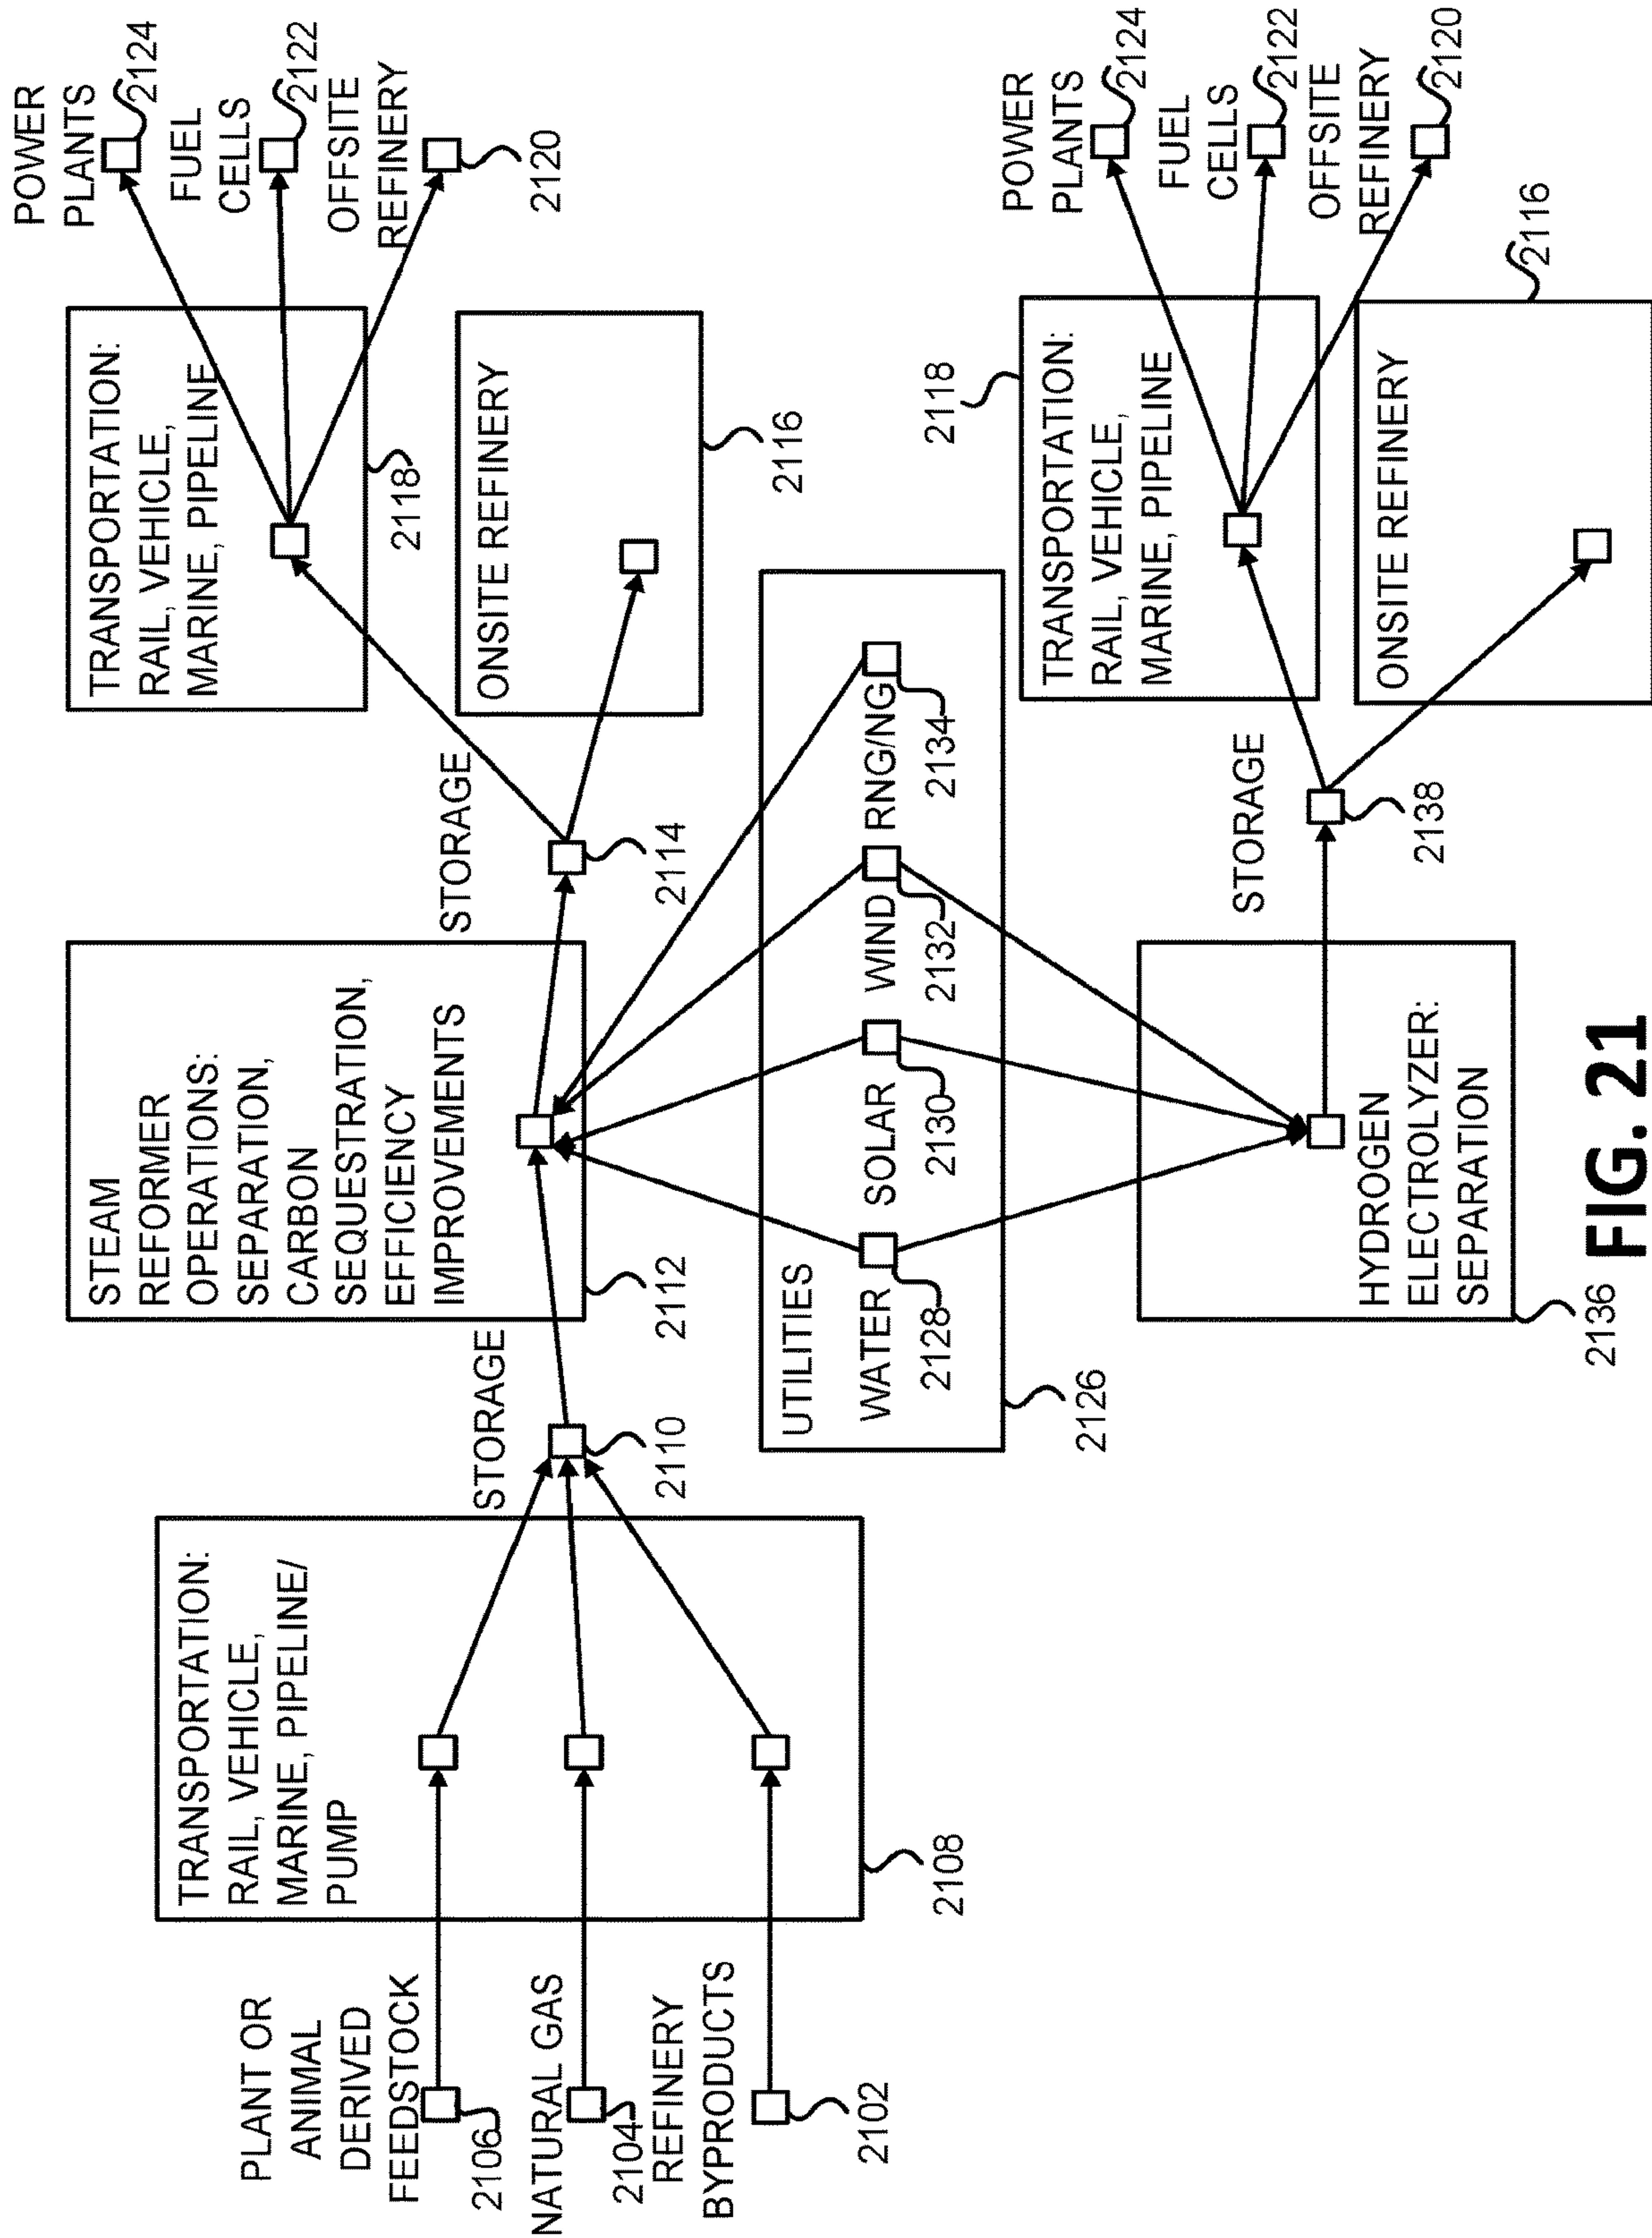 PLANT OR
ANIMAL
DERIVED
FEEDSTOCK
2106
NATURAL GAS
2104
REFINERY
BYPRODUCTS
2102
TRANSPORTATION:
RAIL, VEHICLE,
MARINE, PIPELINE/
PUMP
2108
STORAGE
2110
STEAM
REFORMER
OPERATIONS:
SEPARATION,
CARBON
SEQUESTRATION,
EFFICIENCY
IMPROVEMENTS
2112
STORAGE
2114
TRANSPORTATION:
RAIL, VEHICLE,
MARINE, PIPELINE
2118
ONSITE REFINERY
2116
POWER
PLANTS
2124
FUEL
CELLS
2122
OFFSITE
REFINERY
2120
UTILITIES
WATER
2128
SOLAR
2130
WIND
2132
RNG/NG
2134
2126
HYDROGEN
ELECTROLYZER:
SEPARATION
2136
STORAGE
2138
TRANSPORTATION:
RAIL, VEHICLE,
MARINE, PIPELINE
2118
ONSITE REFINERY
2116
POWER
PLANTS
2124
FUEL
CELLS
2122
OFFSITE
REFINERY
2120
FIG. 21